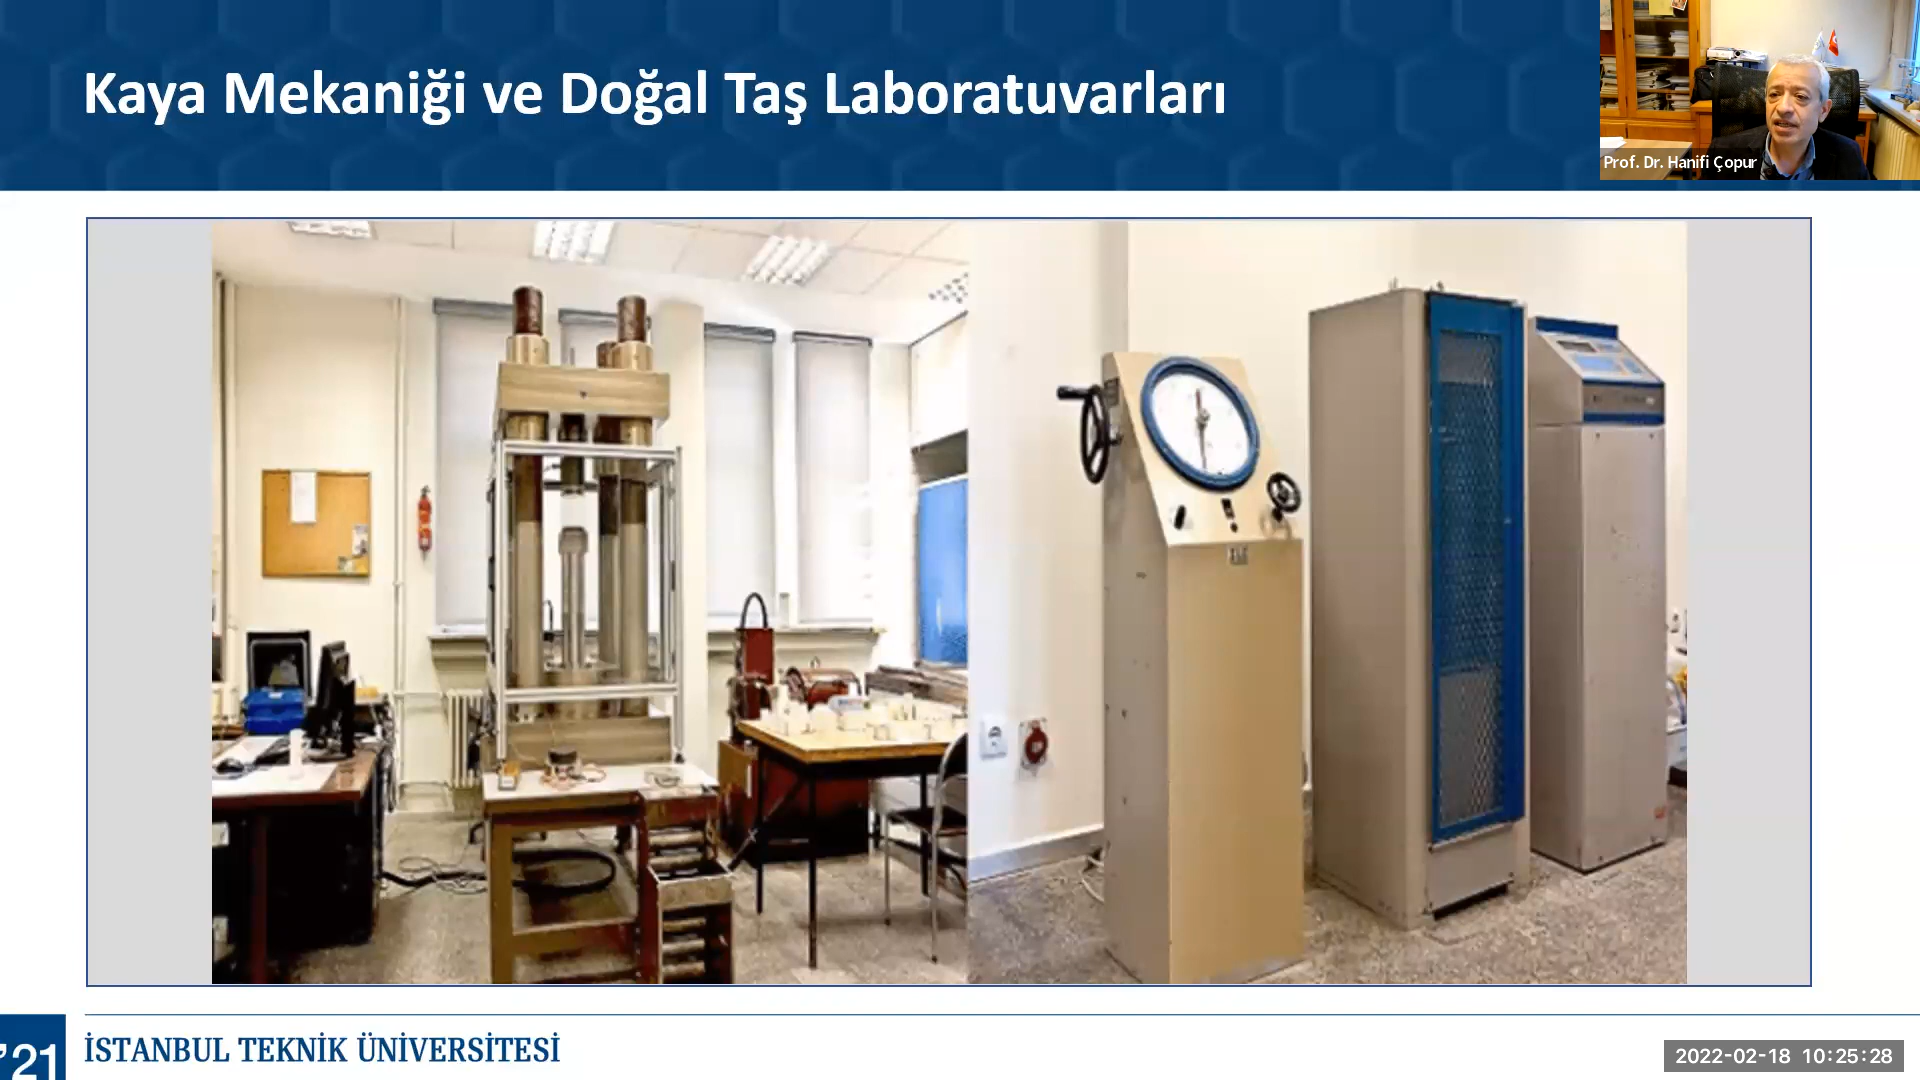 Kaya Mekaniği ve Doğal Taş Laboratuvarları
Prof. Dr. Hanifi Çopur
'21
İSTANBUL TEKNİK ÜNİVERSİTESİ
2022-02-18 10:25:28